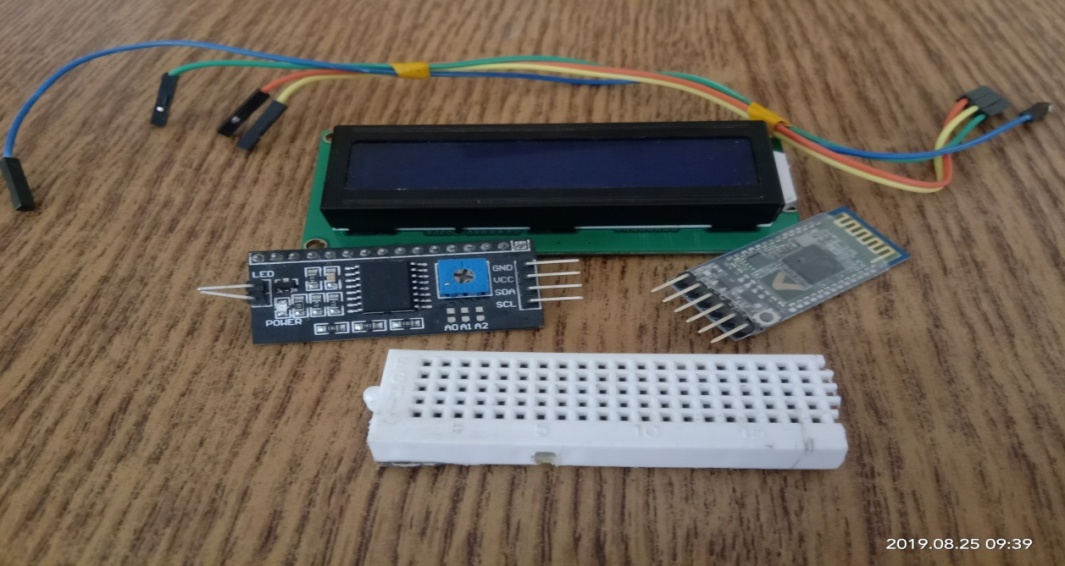 LED
GND
VCC
SDA
SCL
POWER
A0 A1 A2
5
10
15
2019.08.25 09:39